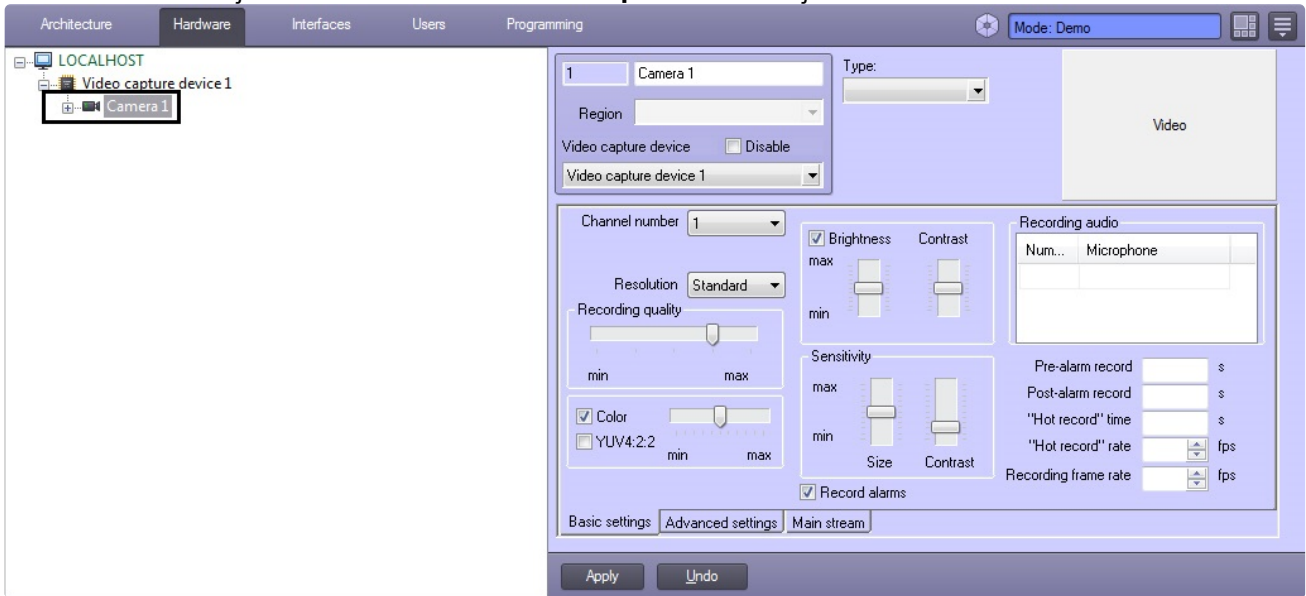 Architecture Hardware Interfaces Users Programming Mode: Demo
LOCALHOST
Video capture device 1
Camera 1
1 Camera 1
Region
Video capture device Disable
Video capture device 1
Type:
Video
Channel number 1
Resolution Standard
Recording quality
min max
Color
YUV4:2:2
min max
Brightness Contrast
max
min
Sensitivity
max
min
Size Contrast
Record alarms
Recording audio
Num... Microphone
Pre-alarm record s
Post-alarm record s
"Hot record" time s
"Hot record" rate fps
Recording frame rate fps
Basic settings Advanced settings Main stream
Apply Undo